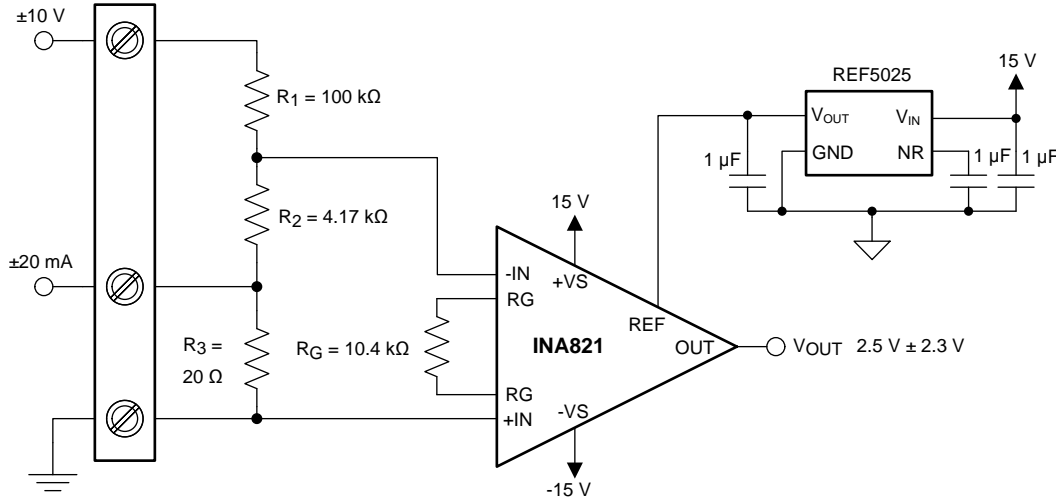 ±10 V
R1 = 100 kΩ
R2 = 4.17 kΩ
±20 mA
R3 =
20 Ω
RG = 10.4 kΩ
-IN
RG
RG
+IN
INA821
15 V
+VS
REF
OUT
-VS
-15 V
VOUT 2.5 V ± 2.3 V
REF5025
VOUT
VIN
GND
NR
15 V
1 µF
1 µF
1 µF